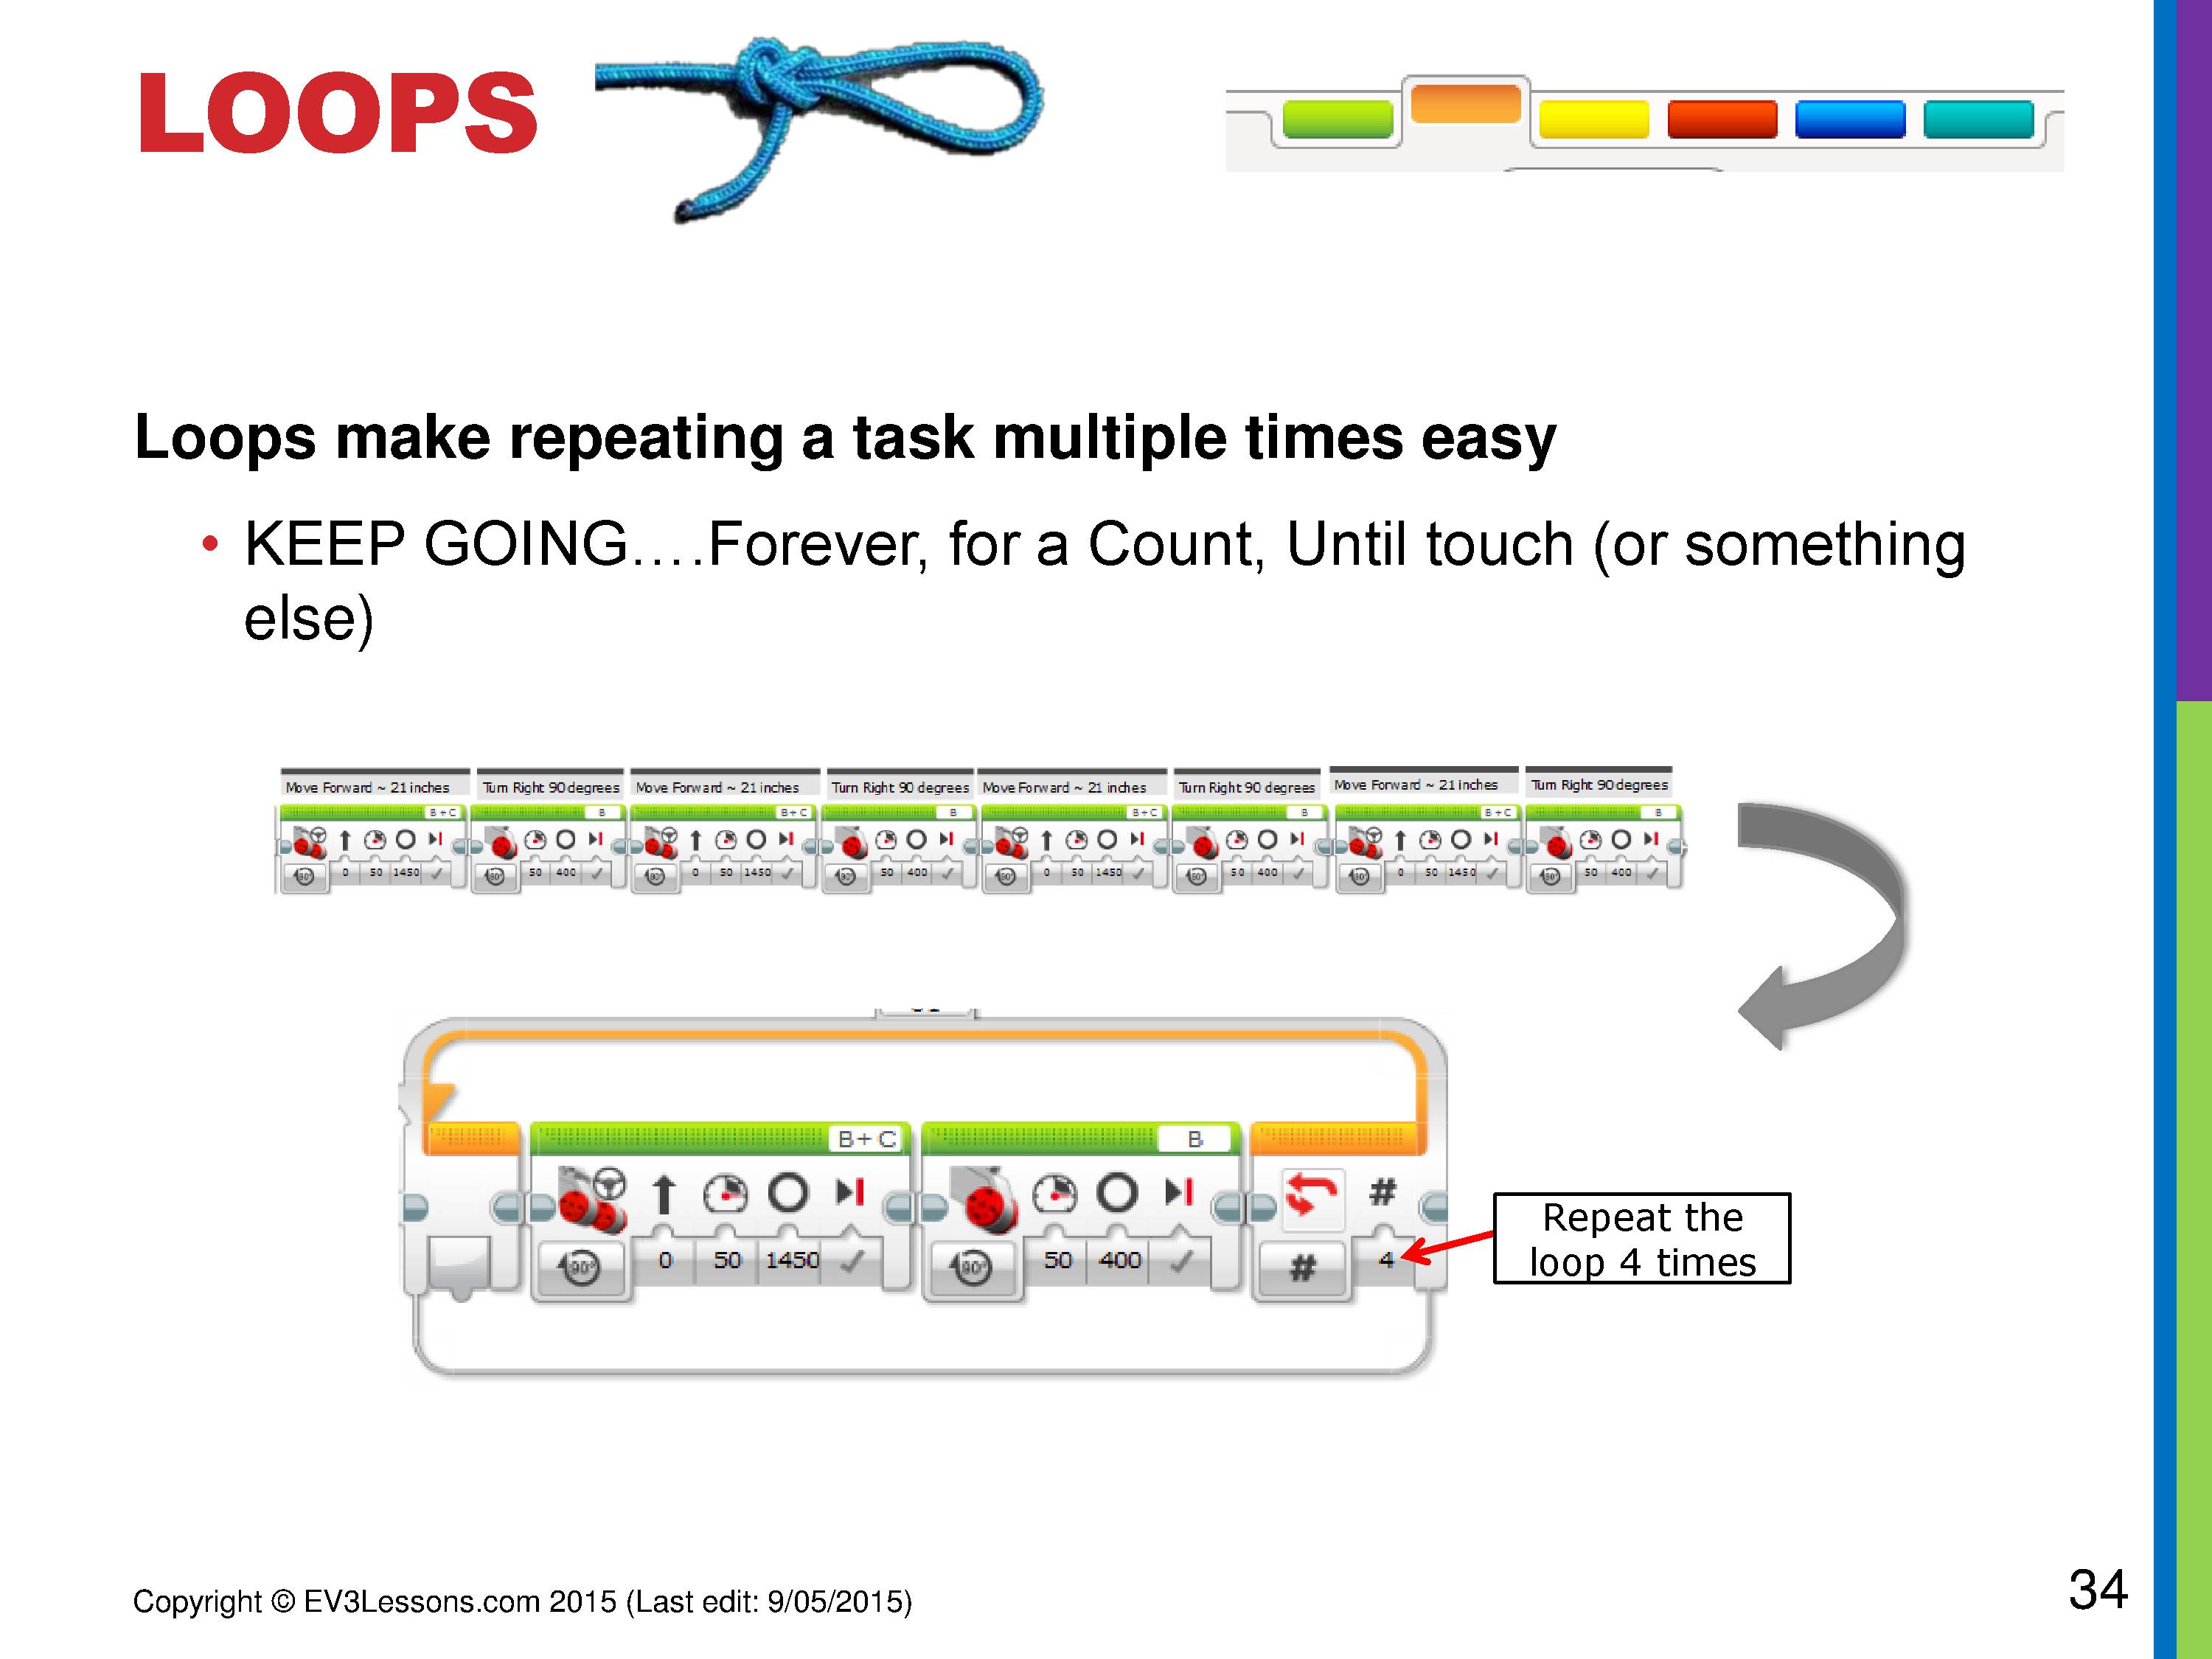 LOOPS
Loops make repeating a task multiple times easy
• KEEP GOING….Forever, for a Count, Until touch (or something
else)
Move Forward ~ 21 inches Turn Right 90 degrees Move Forward ~ 21 inches Turn Right 90 degrees Move Forward ~ 21 inches Turn Right 90 degrees Move Forward ~ 21 inches Turn Right 90 degrees
B+C B B+C B B+C B B+C B
0 50 1450 50 400 0 50 1450 50 400 0 50 1450 50 400 0 50 1450 50 400
B+C B
#
90° 0 50 1450 90° 50 400 # 4
Repeat the
loop 4 times
Copyright © EV3Lessons.com 2015 (Last edit: 9/05/2015)
34